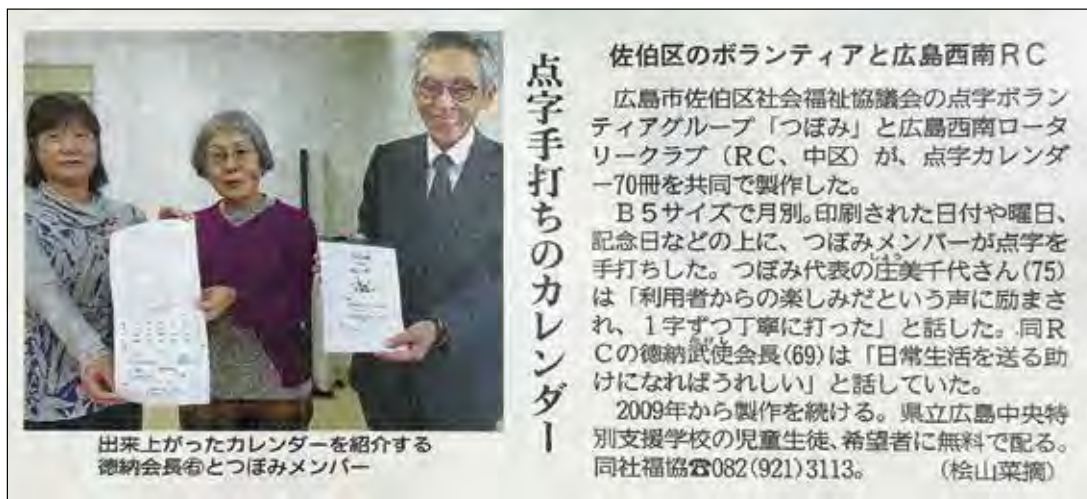 点字手打ちのカレンダー
佐伯区のボランティアと広島西南RC
広島市佐伯区社会福祉協議会の点字ボラン
ティアグループ「つぼみ」と広島西南ロータ
リークラブ(RC、中区)が、点字カレンダ
ー70冊を共同で製作した。
B5サイズで月別。印刷された日付や曜日、
記念日などの上に、つぼみメンバーが点字を
手打ちした。つぼみ代表の庄美千代さん(75)
は「利用者からの楽しみだという声に励まさ
れ、1字ずつ丁寧に打った」と話した。同R
Cの徳納武使会長(69)は「日常生活を送る助
けになればうれしい」と話していた。
2009年から製作を続ける。県立広島中央特
別支援学校の児童生徒、希望者に無料で配る。
同社福協☎082(921)3113。 (桧山菜摘)
出来上がったカレンダーを紹介する
徳納会長㊨とつぼみメンバー